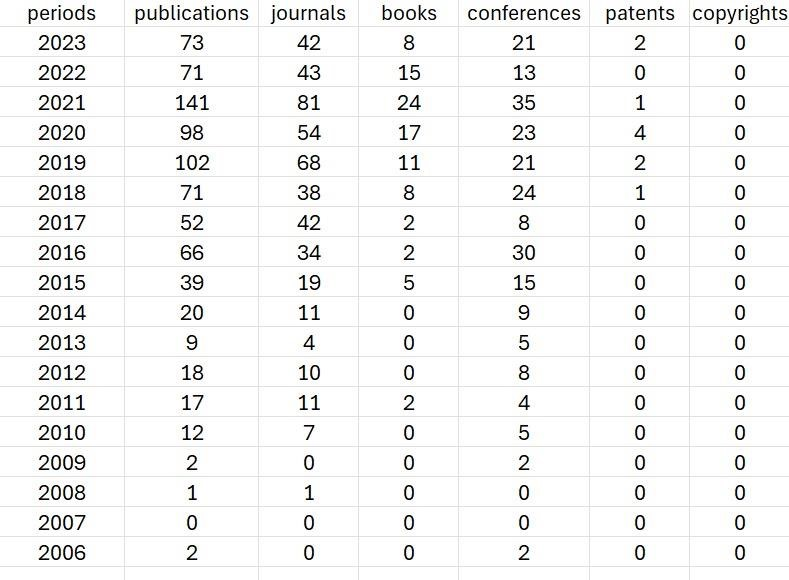 periods publications journals books conferences patents copyrights
2023 73 42 8 21 2 0
2022 71 43 15 13 0 0
2021 141 81 24 35 1 0
2020 98 54 17 23 4 0
2019 102 68 11 21 2 0
2018 71 38 8 24 1 0
2017 52 42 2 8 0 0
2016 66 34 2 30 0 0
2015 39 19 5 15 0 0
2014 20 11 0 9 0 0
2013 9 4 0 5 0 0
2012 18 10 0 8 0 0
2011 17 11 2 4 0 0
2010 12 7 0 5 0 0
2009 2 0 0 2 0 0
2008 1 1 0 0 0 0
2007 0 0 0 0 0 0
2006 2 0 0 2 0 0